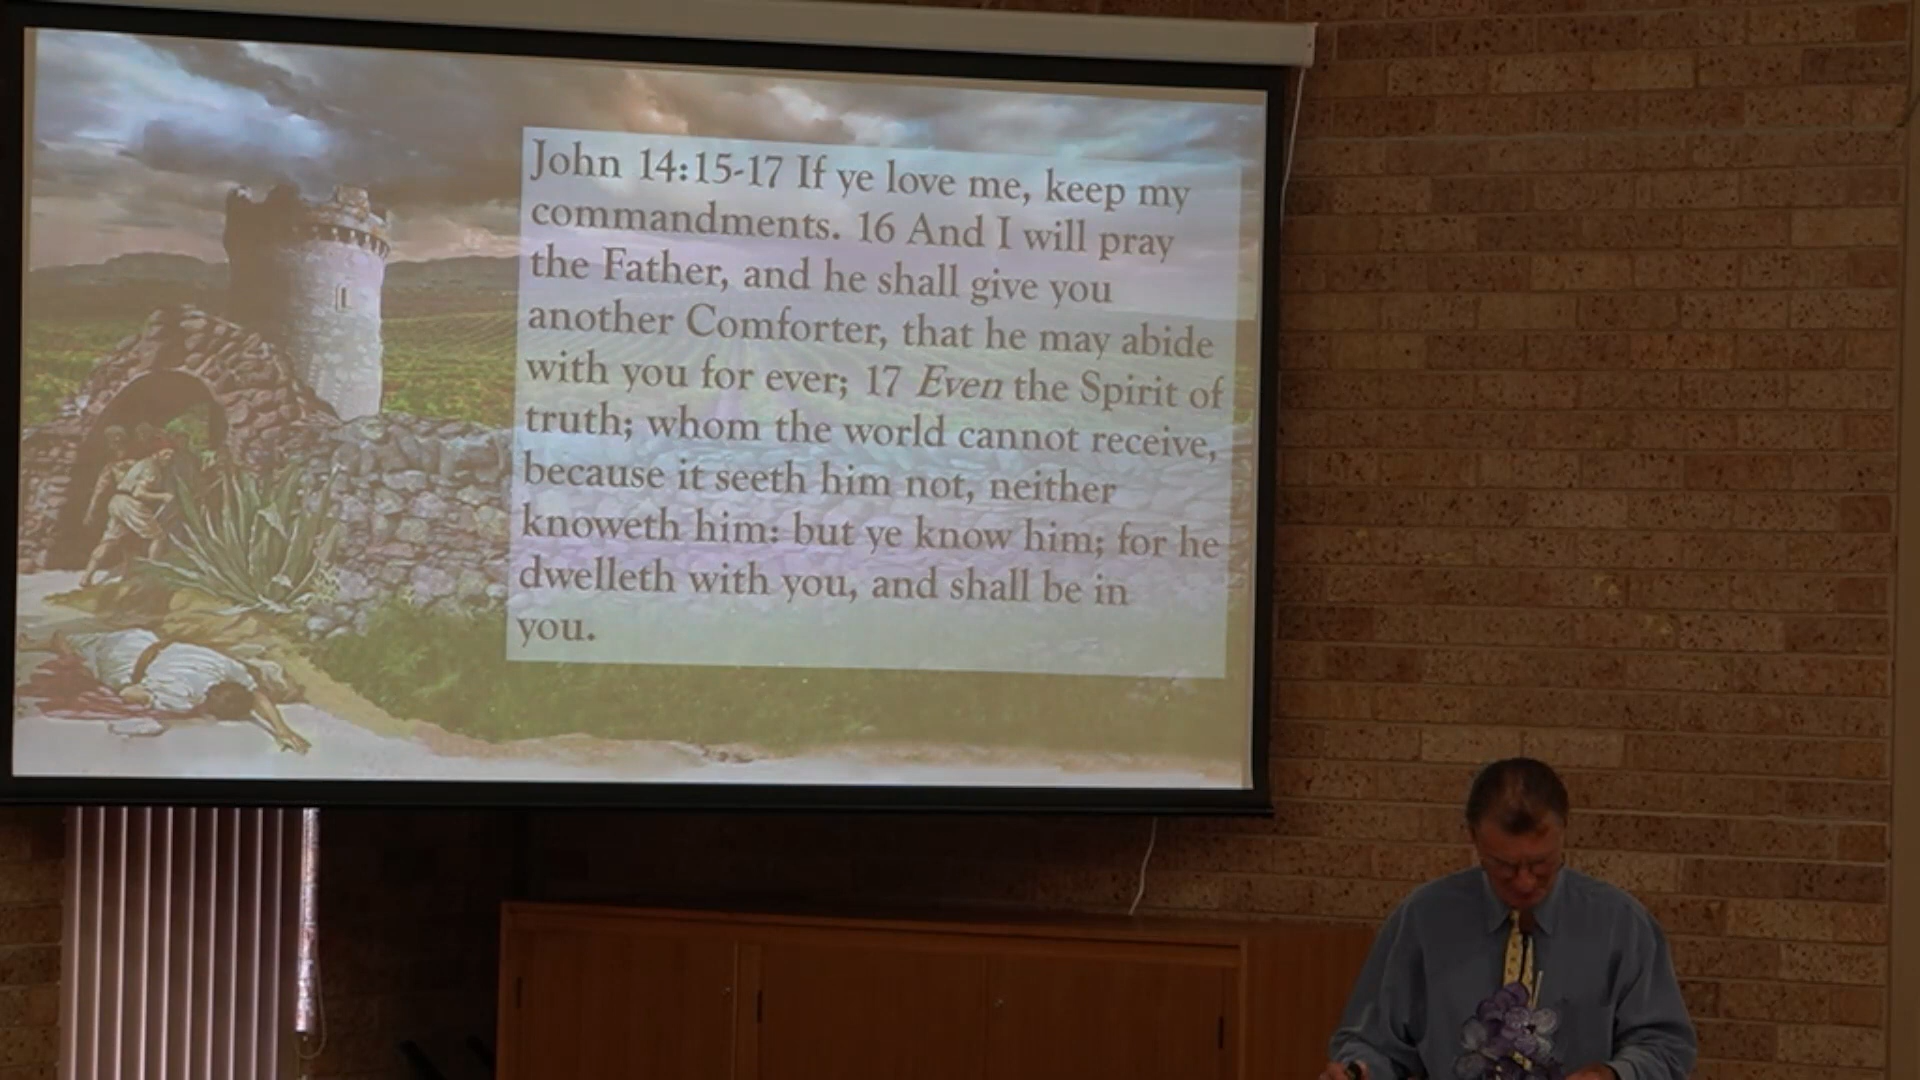 John 14:15-17 If ye love me, keep my
commandments. 16 And I will pray
the Father, and he shall give you
another Comforter, that he may abide
with you for ever; 17 Even the Spirit of
truth; whom the world cannot receive,
because it seeth him not, neither
knoweth him: but ye know him; for he
dwelleth with you, and shall be in
you.